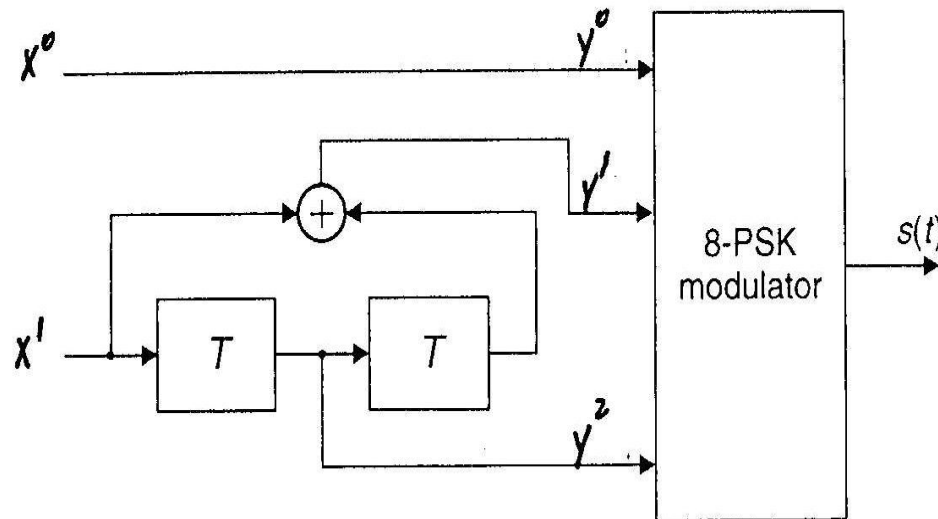 x⁰
y⁰
y¹
+
8-PSK
modulator
s(t)
x¹
T
T
y²